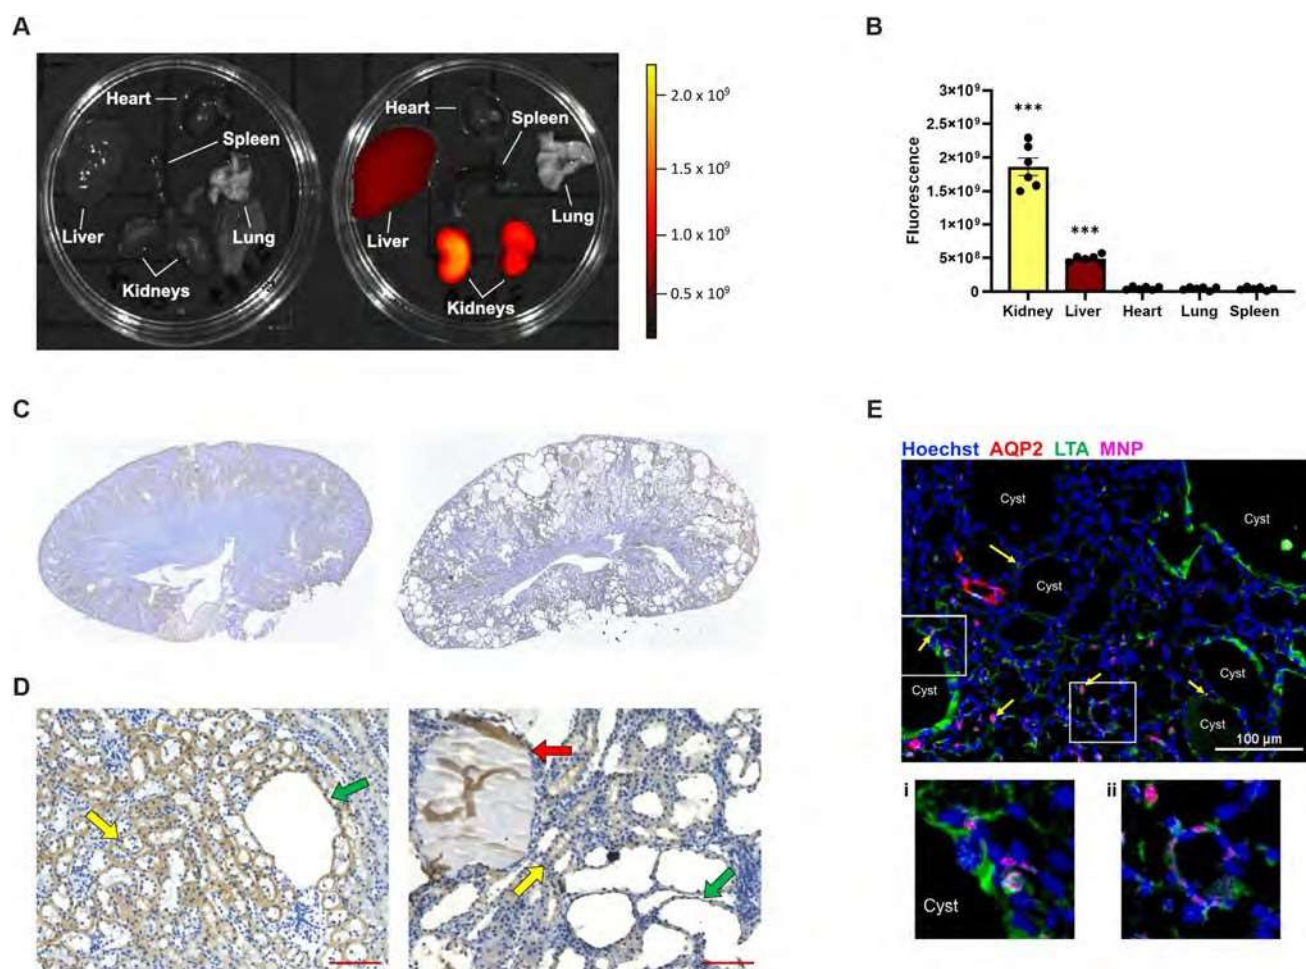 A
Heart
Spleen
Liver
Lung
Kidneys
Heart
Spleen
Lung
Liver
Kidneys
2.0 x 10⁹
1.5 x 10⁹
1.0 x 10⁹
0.5 x 10⁹
B
Fluorescence
3×10⁹
2.5×10⁹
2×10⁹
1.5×10⁹
1×10⁹
5×10⁸
0
***
***
Kidney Liver Heart Lung Spleen
C
D
E
Hoechst AQP2 LTA MNP
Cyst
Cyst
Cyst
Cyst
Cyst
Cyst
100 µm
i
Cyst
ii